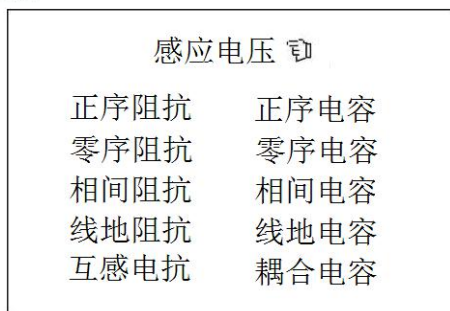 感应电压
正序阻抗 正序电容
零序阻抗 零序电容
相间阻抗 相间电容
线地阻抗 线地电容
互感电抗 耦合电容